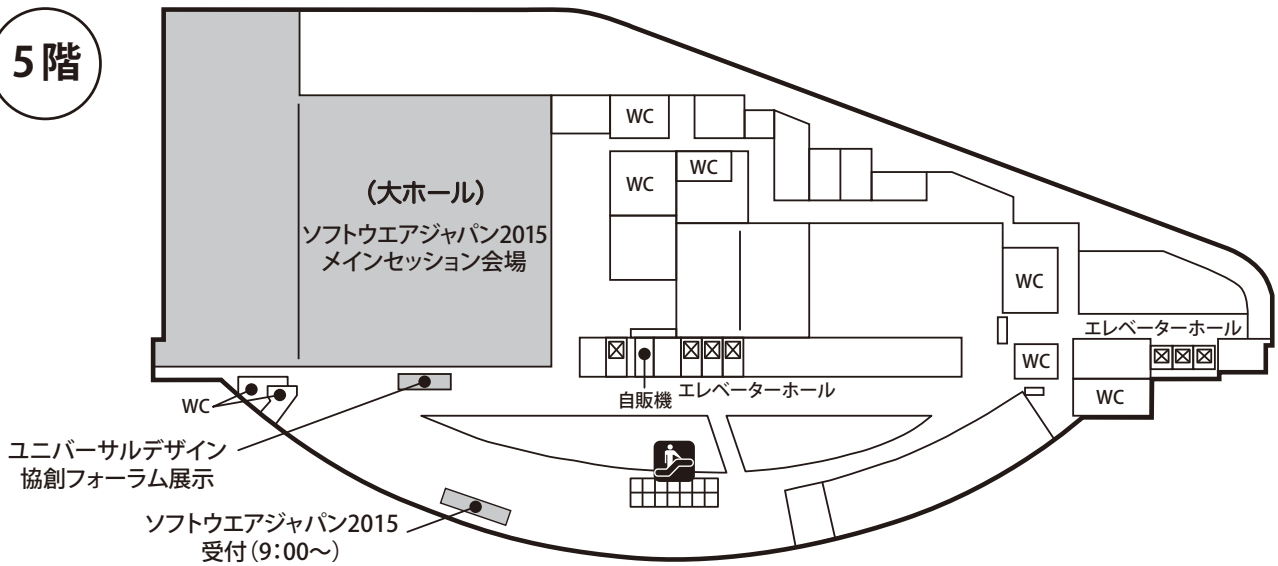 5階
WC
WC
WC
(大ホール)
ソフトウエアジャパン2015
メインセッション会場
WC
エレベーターホール
WC
自販機
エレベーターホール
WC
WC
ユニバーサルデザイン
協創フォーラム展示
ソフトウエアジャパン2015
受付(9:00〜)